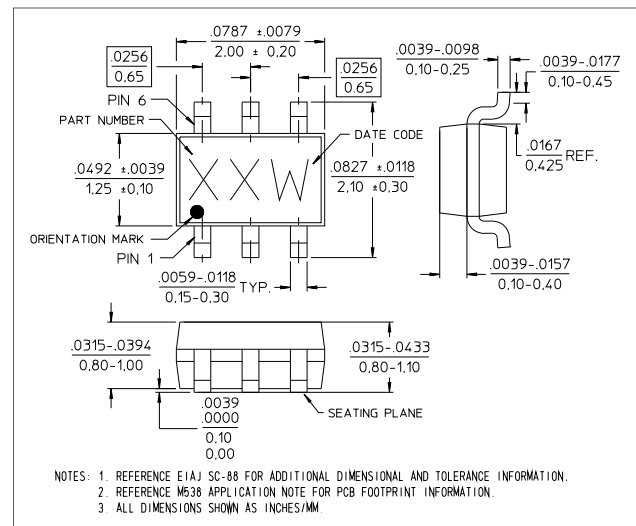 .0787 ±.0079
2.00 ± 0.20
.0256
0.65
.0256
0.65
.0039-.0098
0.10-0.25
.0039-.0177
0.10-0.45
PIN 6
PART NUMBER
DATE CODE
.0492 ±.0039
1.25 ±0.10
XXW
.0827 ±.0118
2.10 ±0.30
.0167
0.425 REF.
ORIENTATION MARK
PIN 1
.0059-.0118
0.15-0.30 TYP.
.0039-.0157
0.10-0.40
.0315-.0394
0.80-1.00
.0315-.0433
0.80-1.10
.0039
.0000
0.10
0.00
SEATING PLANE
NOTES: 1. REFERENCE EIAJ SC-88 FOR ADDITIONAL DIMENSIONAL AND TOLERANCE INFORMATION.
2. REFERENCE M538 APPLICATION NOTE FOR PCB FOOTPRINT INFORMATION.
3. ALL DIMENSIONS SHOWN AS INCHES/MM.